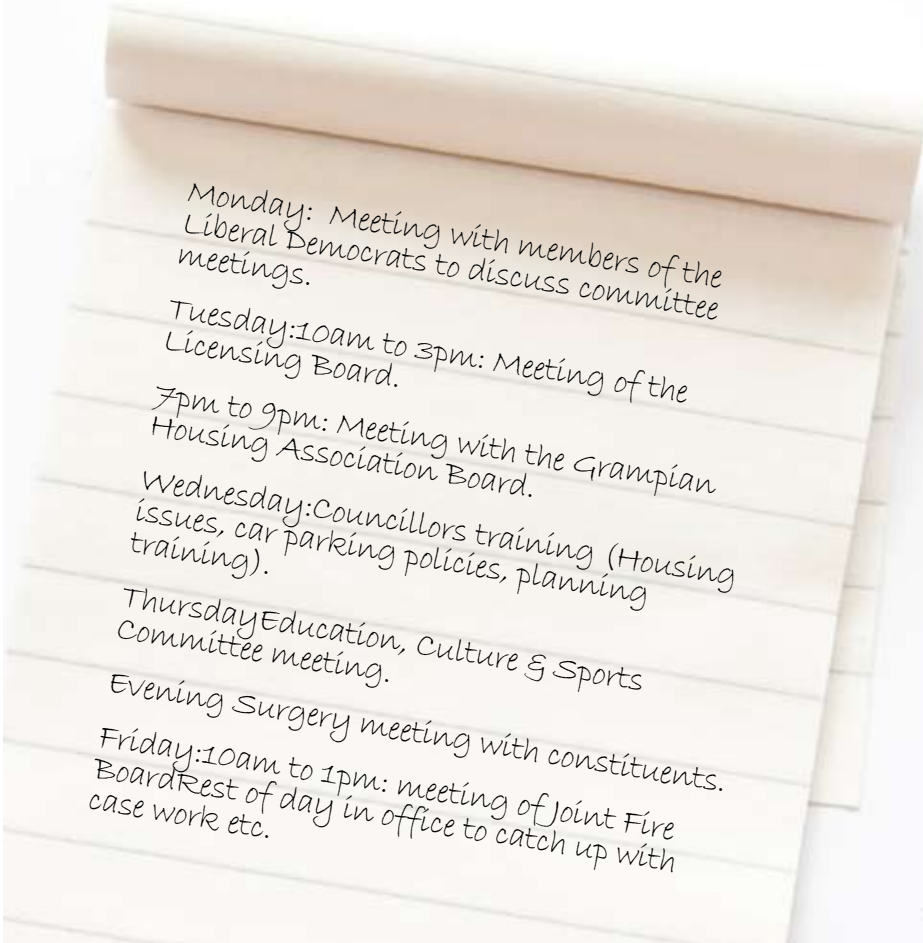 Monday:  Meeting with members of the
Liberal Democrats to discuss committee
meetings.
Tuesday:10am to 3pm: Meeting of the
Licensing Board.
7pm to 9pm: Meeting with the Grampian
Housing Association Board.
Wednesday:Councillors training (Housing
issues, car parking policies, planning
training).
ThursdayEducation, Culture & Sports
Committee meeting.
Evening Surgery meeting with constituents.
Friday:10am to 1pm: meeting of Joint Fire
BoardRest of day in office to catch up with
case work etc.